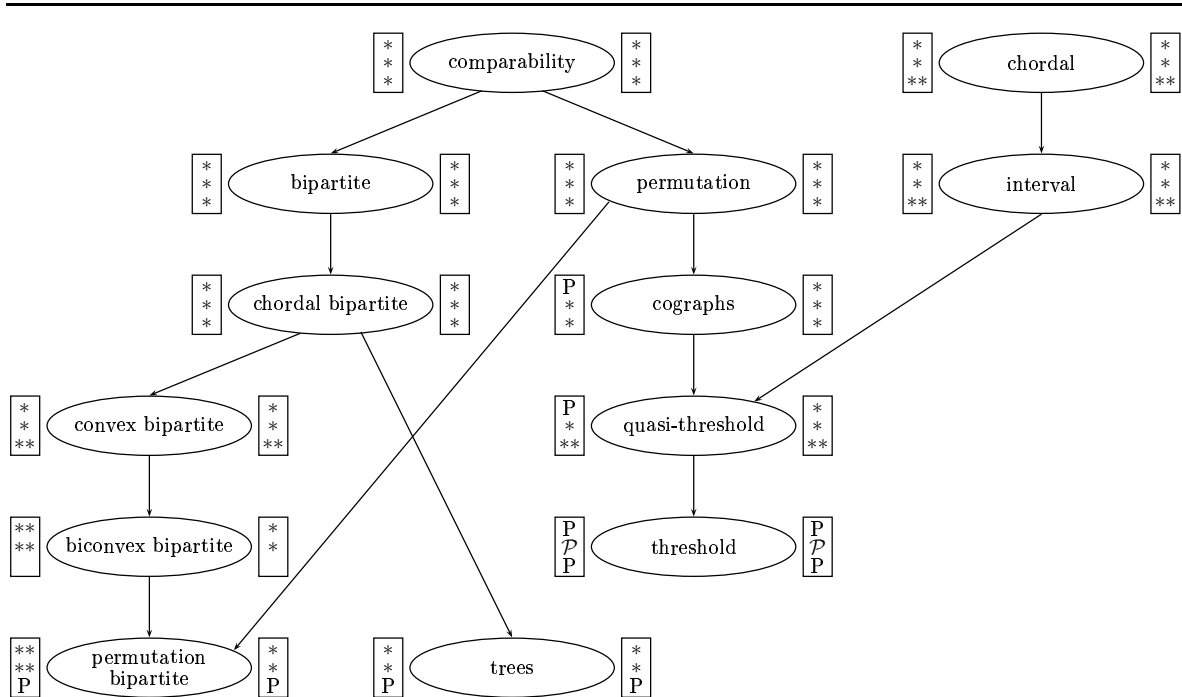 * * comparability * * chordal
* * * *
* * ** **
* * bipartite * * permutation * * interval
* * * * * *
* * * * ** **
* * chordal bipartite P * cographs
* * * *
* * * *
* * convex bipartite P * quasi-threshold
* * * *
** ** ** **
** * biconvex bipartite P P threshold
** * 𝒫 𝒫
P P
** * permutation * * trees
** * bipartite * *
P P P P